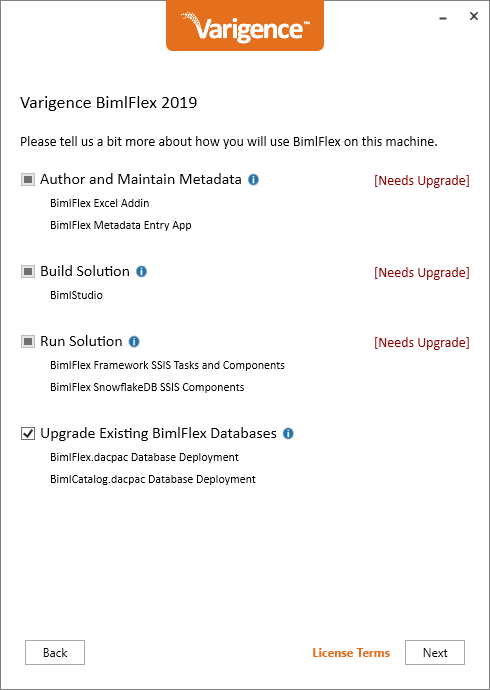 Varigence™
Varigence BimlFlex 2019
Please tell us a bit more about how you will use BimlFlex on this machine.
Author and Maintain Metadata
[Needs Upgrade]
BimlFlex Excel Addin
BimlFlex Metadata Entry App
Build Solution
[Needs Upgrade]
BimlStudio
Run Solution
[Needs Upgrade]
BimlFlex Framework SSIS Tasks and Components
BimlFlex SnowflakeDB SSIS Components
Upgrade Existing BimlFlex Databases
BimlFlex.dacpac Database Deployment
BimlCatalog.dacpac Database Deployment
Back
License Terms
Next